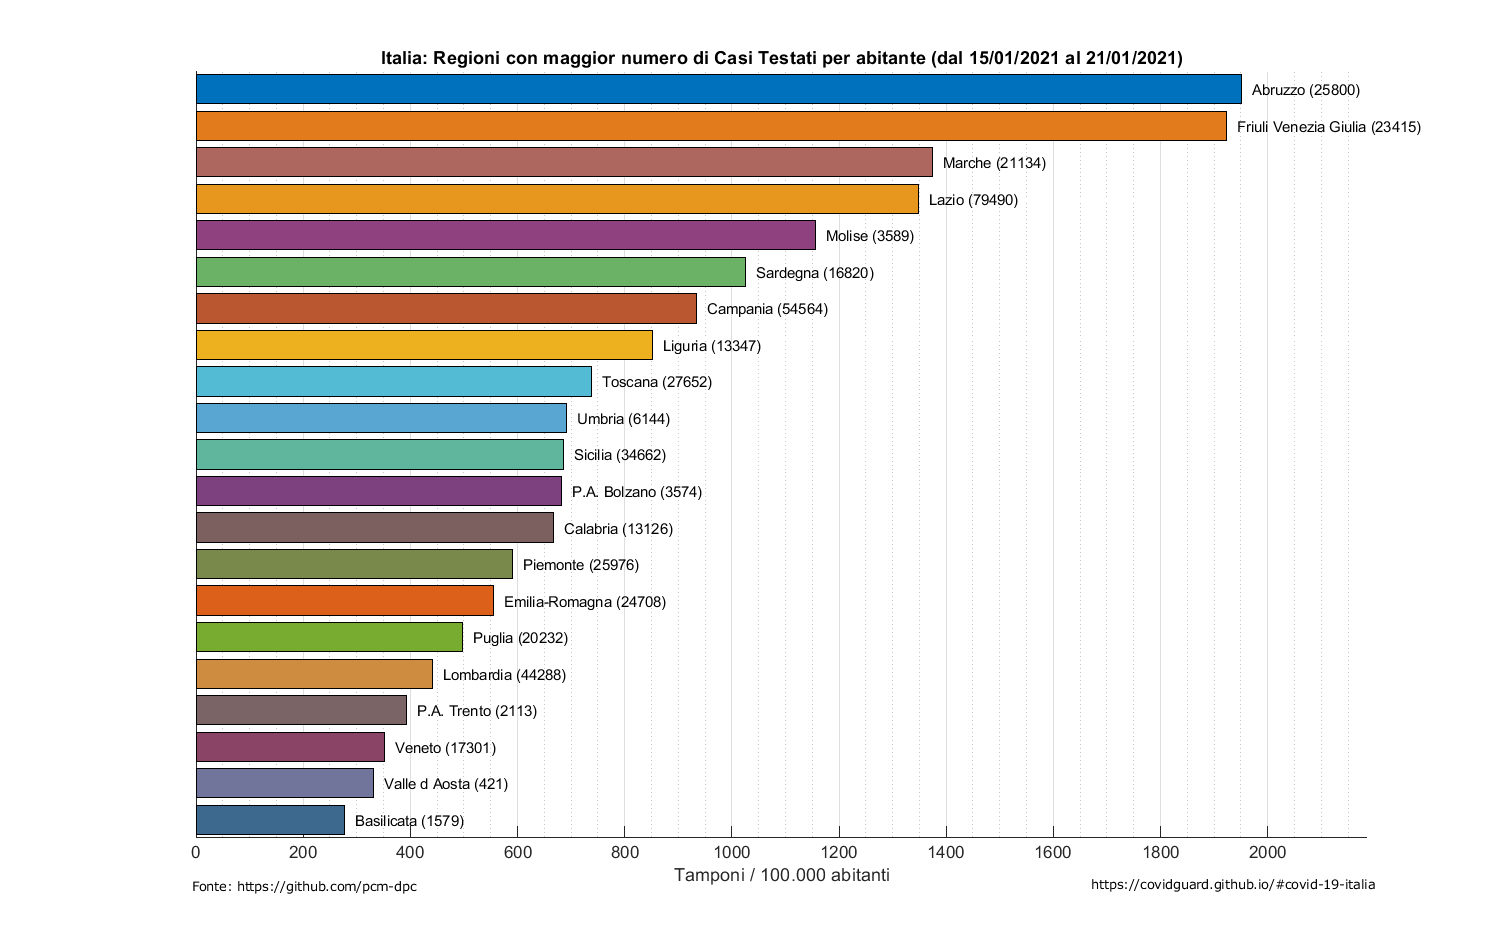 Italia: Regioni con maggior numero di Casi Testati per abitante (dal 15/01/2021 al 21/01/2021)
Abruzzo (25800)
Friuli Venezia Giulia (23415)
Marche (21134)
Lazio (79490)
Molise (3589)
Sardegna (16820)
Campania (54564)
Liguria (13347)
Toscana (27652)
Umbria (6144)
Sicilia (34662)
P.A. Bolzano (3574)
Calabria (13126)
Piemonte (25976)
Emilia-Romagna (24708)
Puglia (20232)
Lombardia (44288)
P.A. Trento (2113)
Veneto (17301)
Valle d Aosta (421)
Basilicata (1579)
0 200 400 600 800 1000 1200 1400 1600 1800 2000
Tamponi / 100.000 abitanti
Fonte: https://github.com/pcm-dpc
https://covidguard.github.io/#covid-19-italia